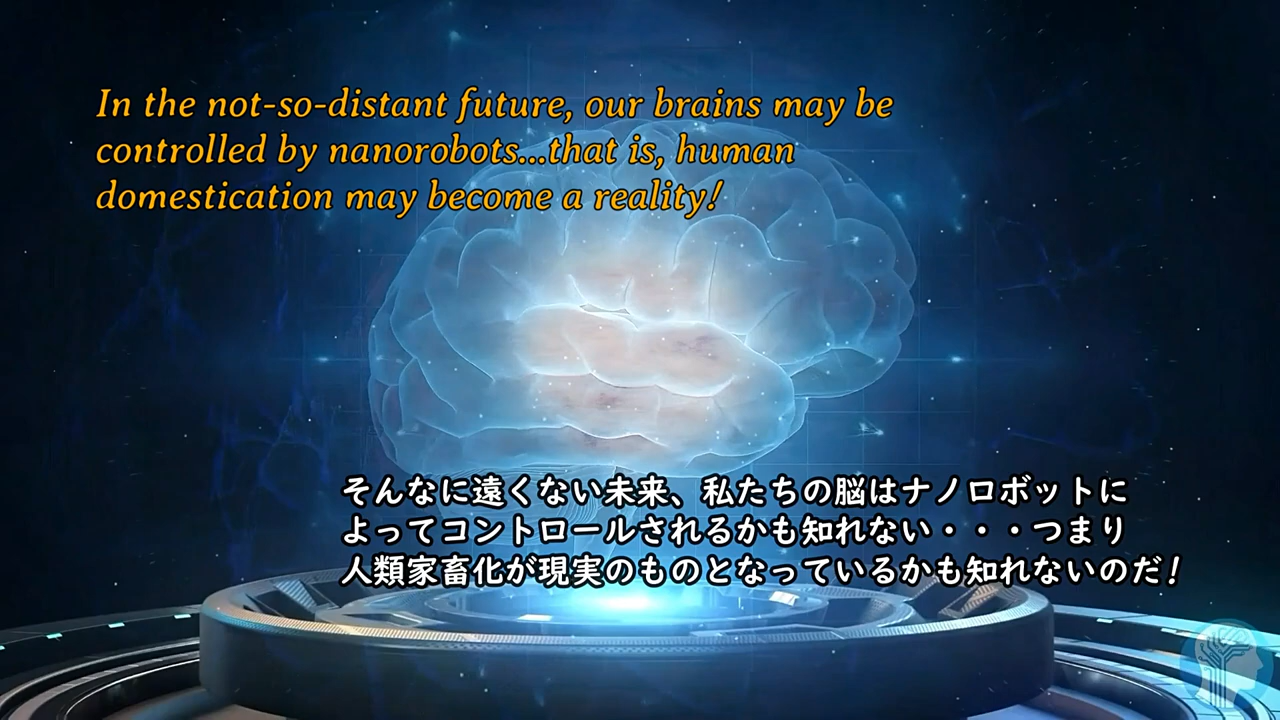 In the not-so-distant future, our brains may be
controlled by nanorobots...that is, human
domestication may become a reality!
そんなに遠くない未来、私たちの脳はナノロボットに
よってコントロールされるかも知れない・・・つまり
人類家畜化が現実のものとなっているかも知れないのだ！